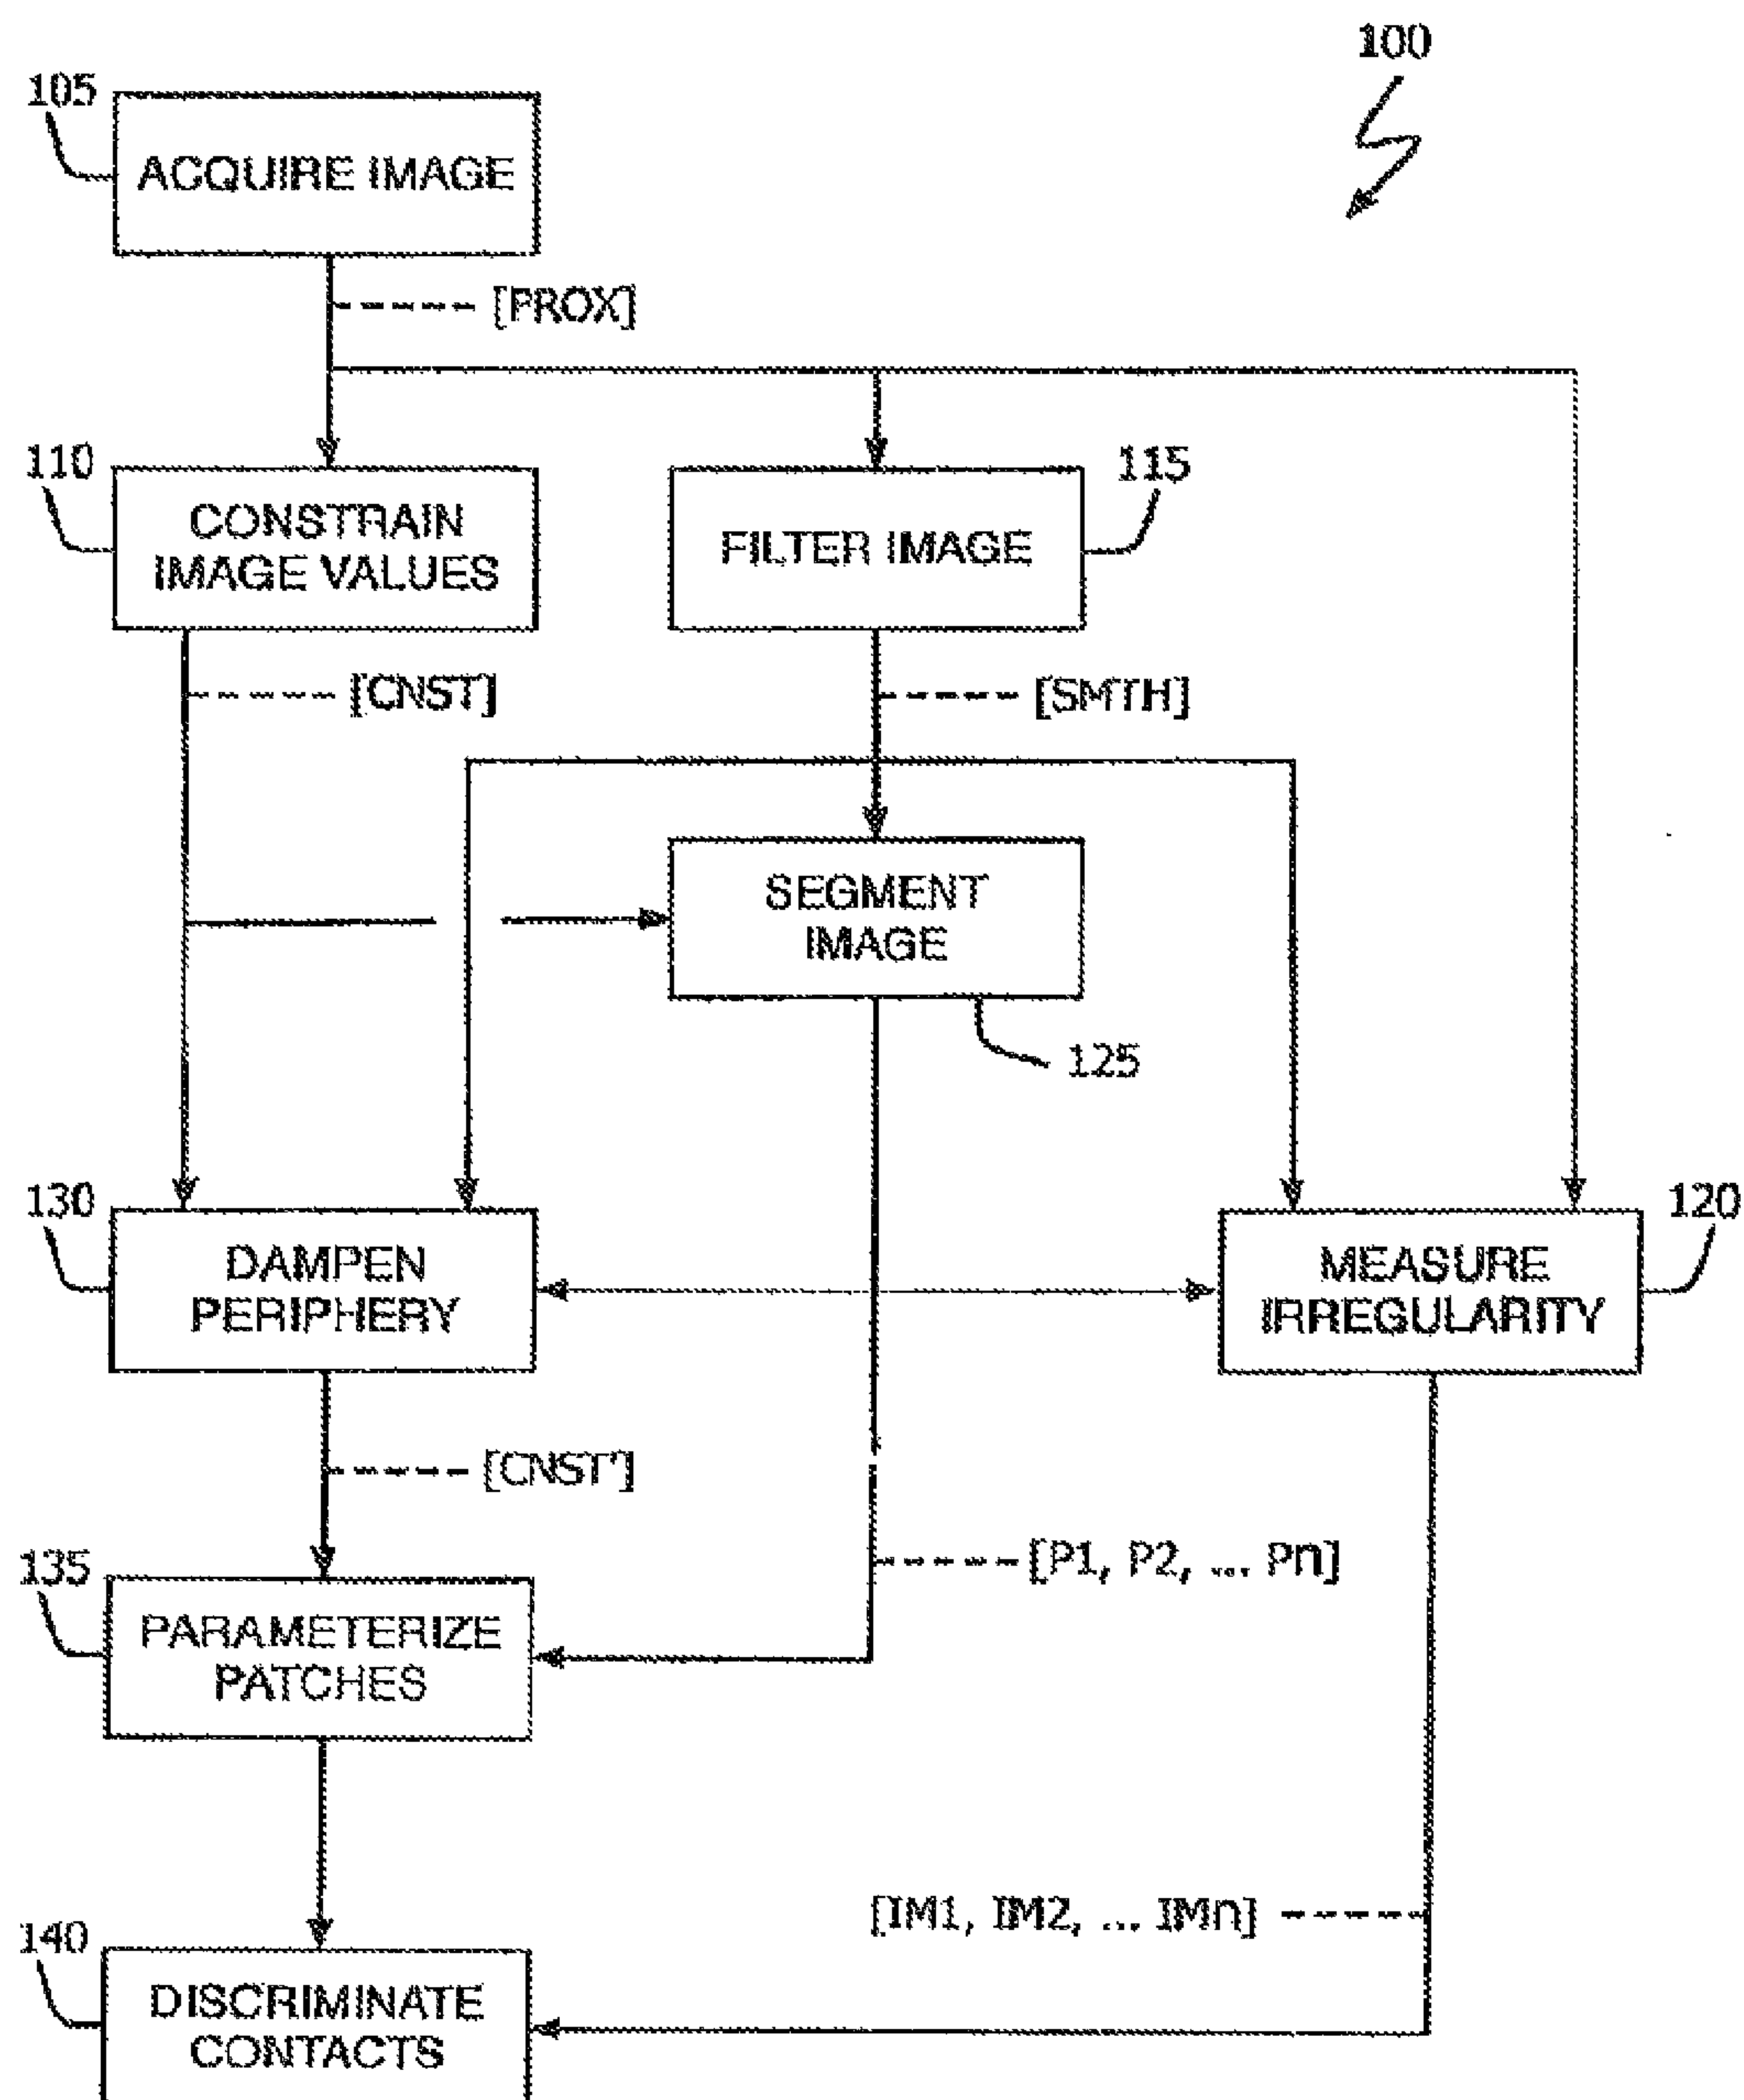 100
105
ACQUIRE IMAGE
[PROX]
110
CONSTRAIN
IMAGE VALUES
FILTER IMAGE
115
[CNST]
[SMTH]
SEGMENT
IMAGE
125
130
DAMPEN
PERIPHERY
MEASURE
IRREGULARITY
120
[CNST']
[P1, P2, ... Pn]
135
PARAMETERIZE
PATCHES
[IM1, IM2, ... IMn]
140
DISCRIMINATE
CONTACTS